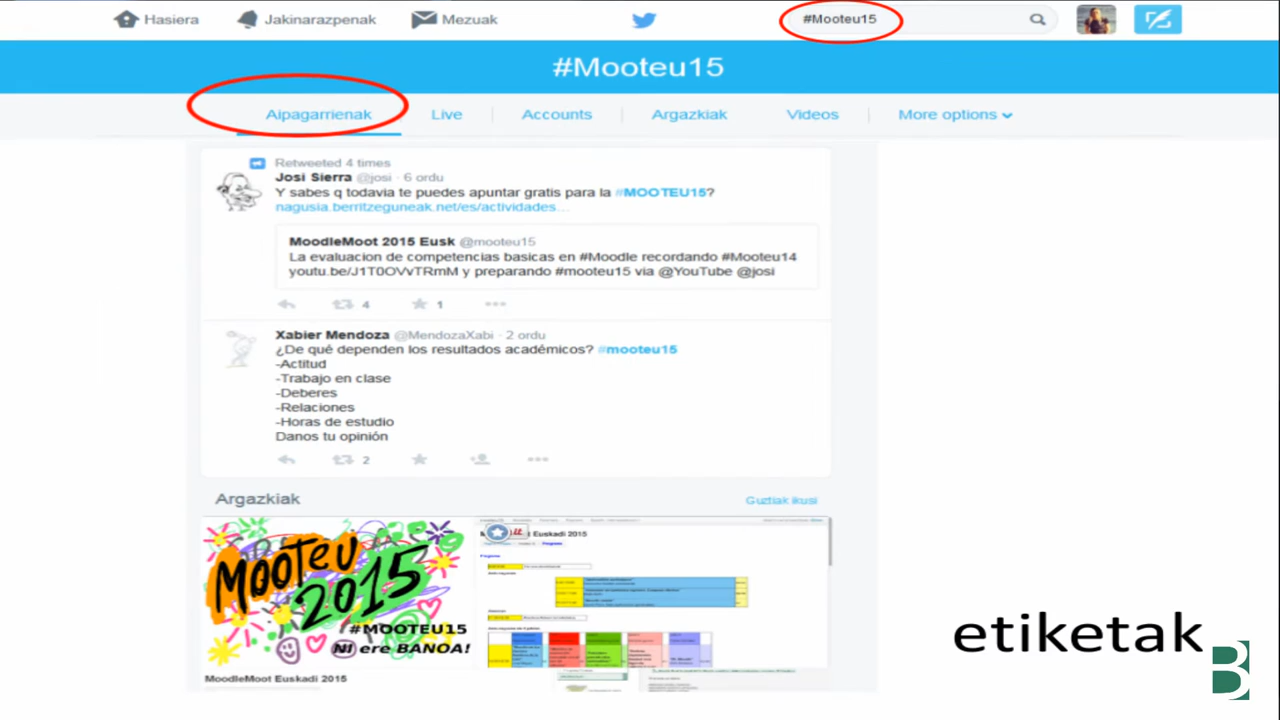 Hasiera Jakinarazpenak Mezuak #Mooteu15
#Mooteu15
Aipagarrienak Live Accounts Argazkiak Videos More options
Retweeted 4 times
Josi Sierra @josi · 6 ordu
Y sabes q todavia te puedes apuntar gratis para la #MOOTEU15?
nagusia.berritzeguneak.net/es/actividades...
MoodleMoot 2015 Eusk @mooteu15
La evaluacion de competencias basicas en #Moodle recordando #Mooteu14
youtu.be/J1T0OVvTRmM y preparando #mooteu15 via @YouTube @josi
4 1
Xabier Mendoza @MendozaXabi · 2 ordu
¿De qué dependen los resultados académicos? #mooteu15
-Actitud
-Trabajo en clase
-Deberes
-Relaciones
-Horas de estudio
Danos tu opinión
2
Argazkiak Guztiak ikusi
MOOTEU
2015
#MOOTEU15
Ni ere BANOA!
MoodleMoot Euskadi 2015
Euskadi 2015
etiketak
B